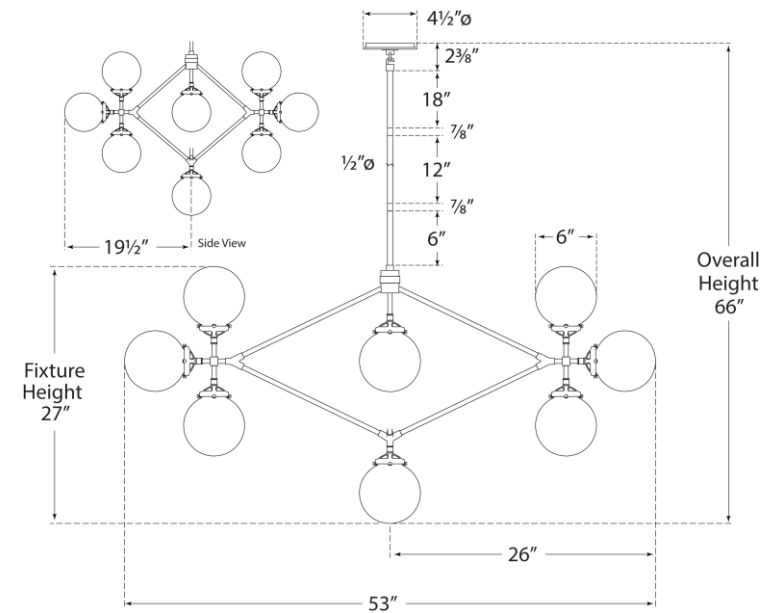 4½"ø
2⅜"
18"
⅞"
½"ø
12"
⅞"
6"
19½"
Side View
6"
Overall
Height
66"
Fixture
Height
27"
26"
53"